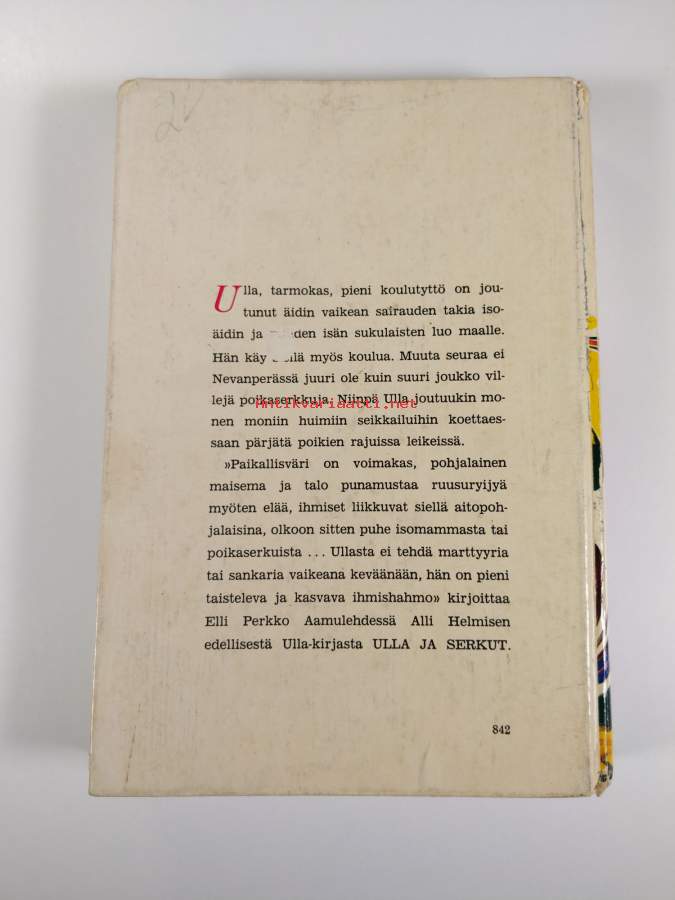 20
Ulla, tarmokas, pieni koulutyttö on jou-
tunut äidin vaikean sairauden takia iso-
äidin ja den isän sukulaisten luo maalle.
Hän käy llä myös koulua. Muuta seuraa ei
Nevanperässä juuri ole kuin suuri joukko vil-
lejä poikaserkkuja. Niinpä Ulla joutuukin mo-
Antikvariaatti.net
nen moniin huimiin seikkailuihin koettaes-
saan pärjätä poikien rajuissa leikeissä.
»Paikallisväri on voimakas, pohjalainen
maisema ja talo punamustaa ruusuryijyä
myöten elää, ihmiset liikkuvat siellä aitopoh-
jalaisina, olkoon sitten puhe isomammasta tai
poikaserkuista ... Ullasta ei tehdä marttyyria
tai sankaria vaikeana keväänään, hän on pieni
taisteleva ja kasvava ihmishahmo» kirjoittaa
Elli Perkko Aamulehdessä Alli Helmisen
edellisestä Ulla-kirjasta ULLA JA SERKUT.
842